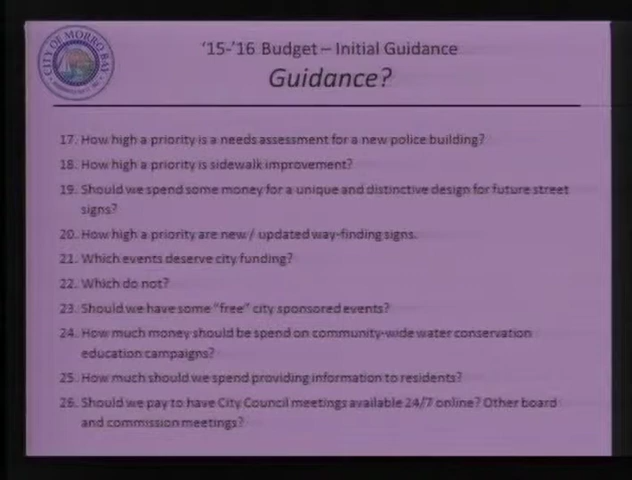 CITY OF MORRO BAY
'15-'16 Budget – Initial Guidance
Guidance?
17. How high a priority is a needs assessment for a new police building?
18. How high a priority is sidewalk improvement?
19. Should we spend some money for a unique and distinctive design for future street
signs?
20. How high a priority are new / updated way-finding signs.
21. Which events deserve city funding?
22. Which do not?
23. Should we have some "free" city sponsored events?
24. How much money should be spend on community-wide water conservation
education campaigns?
25. How much should we spend providing information to residents?
26. Should we pay to have City Council meetings available 24/7 online? Other board
and commission meetings?